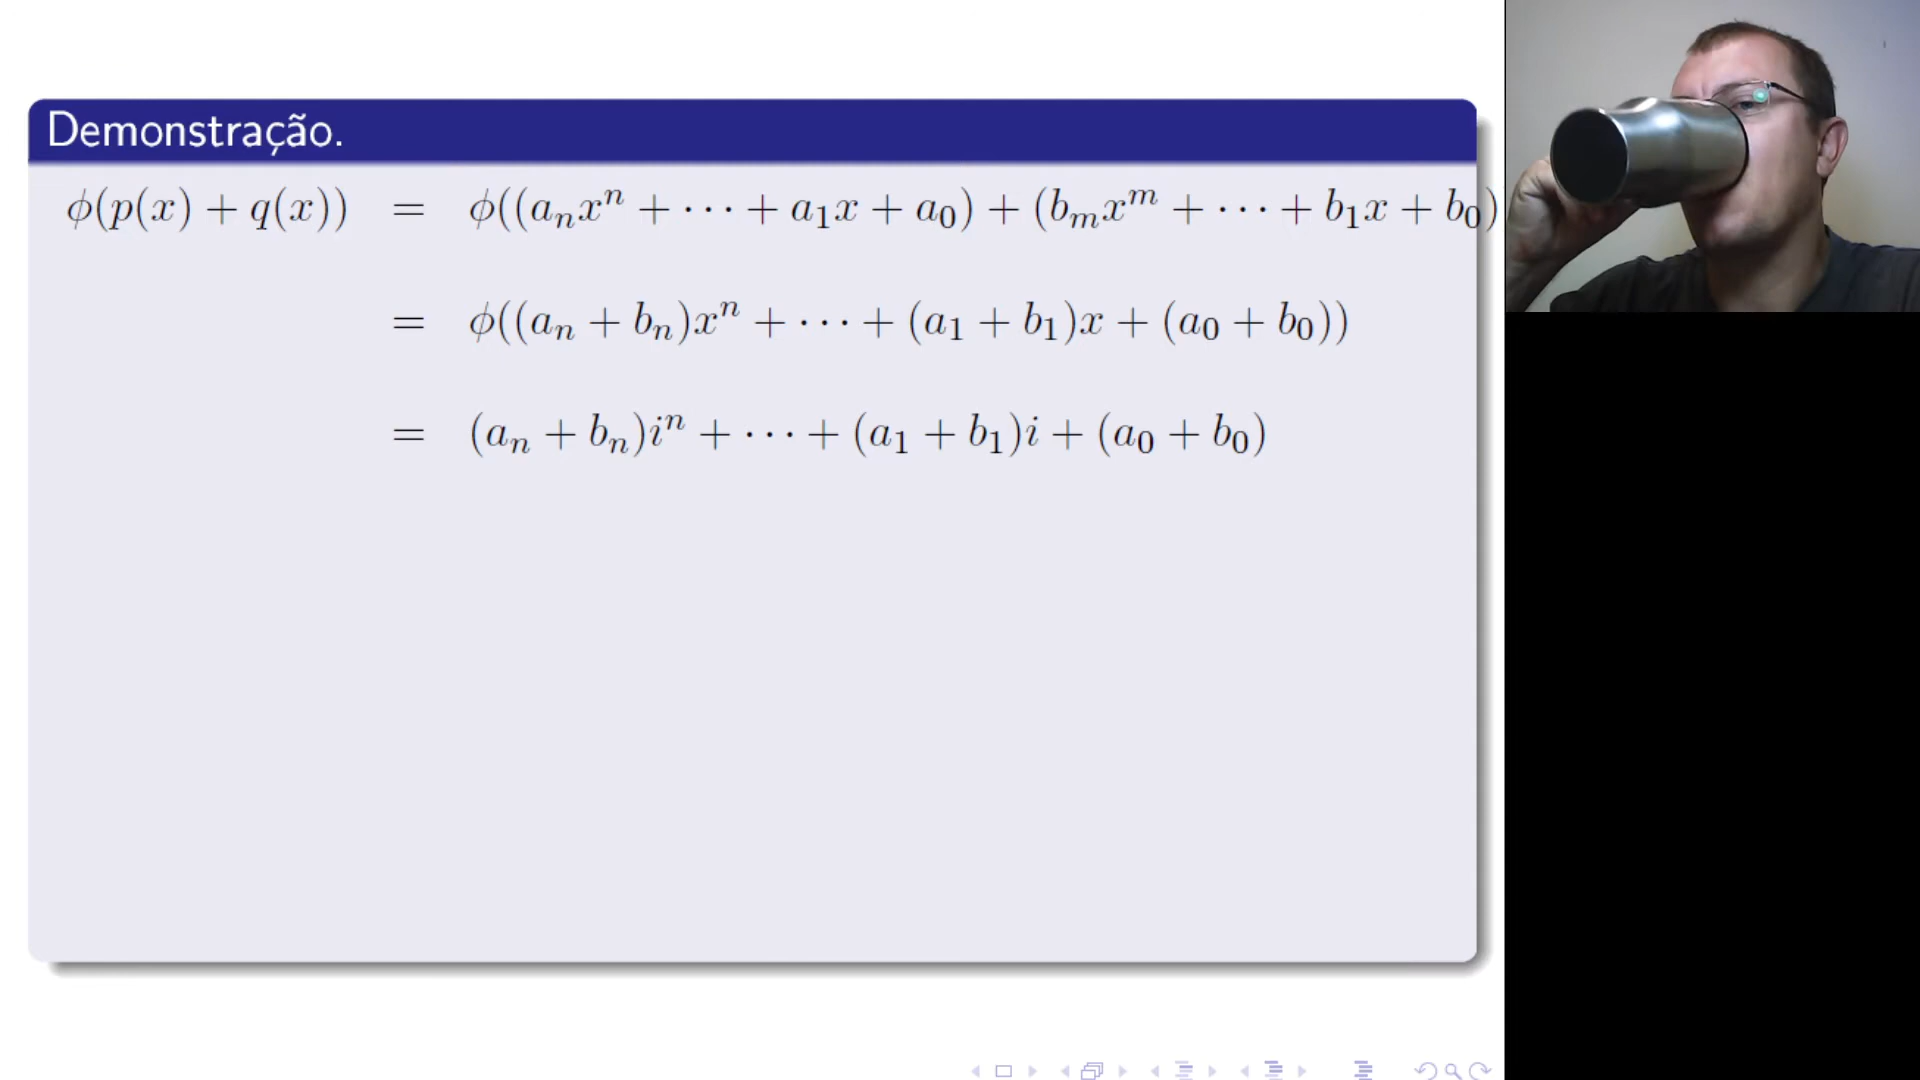 Demonstração.
ϕ(p(x) + q(x)) = ϕ((aₙxⁿ + ⋯ + a₁x + a₀) + (bₘxᵐ + ⋯ + b₁x + b₀)
= ϕ((aₙ + bₙ)xⁿ + ⋯ + (a₁ + b₁)x + (a₀ + b₀))
= (aₙ + bₙ)iⁿ + ⋯ + (a₁ + b₁)i + (a₀ + b₀)